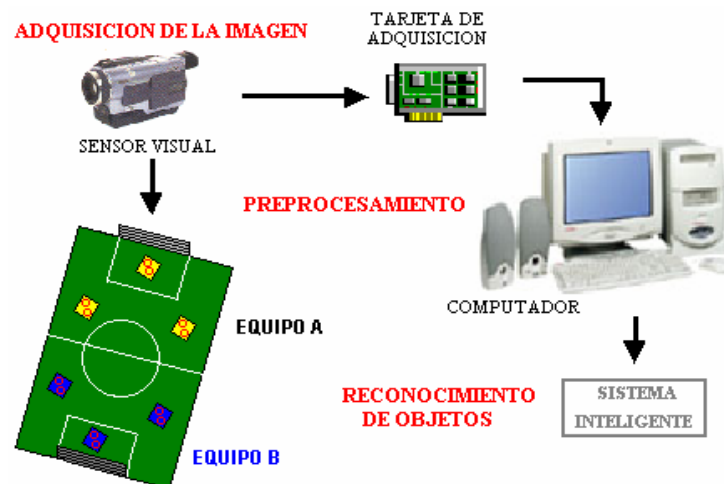 ADQUISICION DE LA IMAGEN
TARJETA DE
ADQUISICION
SENSOR VISUAL
PREPROCESAMIENTO
COMPUTADOR
EQUIPO A
RECONOCIMIENTO
DE OBJETOS
SISTEMA
INTELIGENTE
EQUIPO B